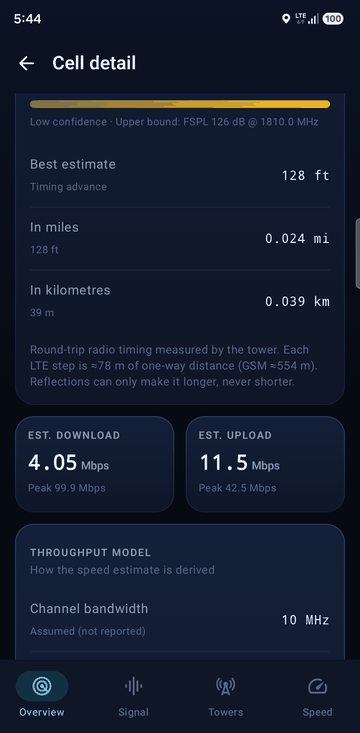 5:44
LTE
100
Cell detail
Low confidence · Upper bound: FSPL 126 dB @ 1810.0 MHz
Best estimate
Timing advance
128 ft
In miles
128 ft
0.024 mi
In kilometres
39 m
0.039 km
Round-trip radio timing measured by the tower. Each
LTE step is ≈78 m of one-way distance (GSM ≈554 m).
Reflections can only make it longer, never shorter.
EST. DOWNLOAD
4.05 Mbps
Peak 99.9 Mbps
EST. UPLOAD
11.5 Mbps
Peak 42.5 Mbps
THROUGHPUT MODEL
How the speed estimate is derived
Channel bandwidth
Assumed (not reported)
10 MHz
Overview
Signal
Towers
Speed